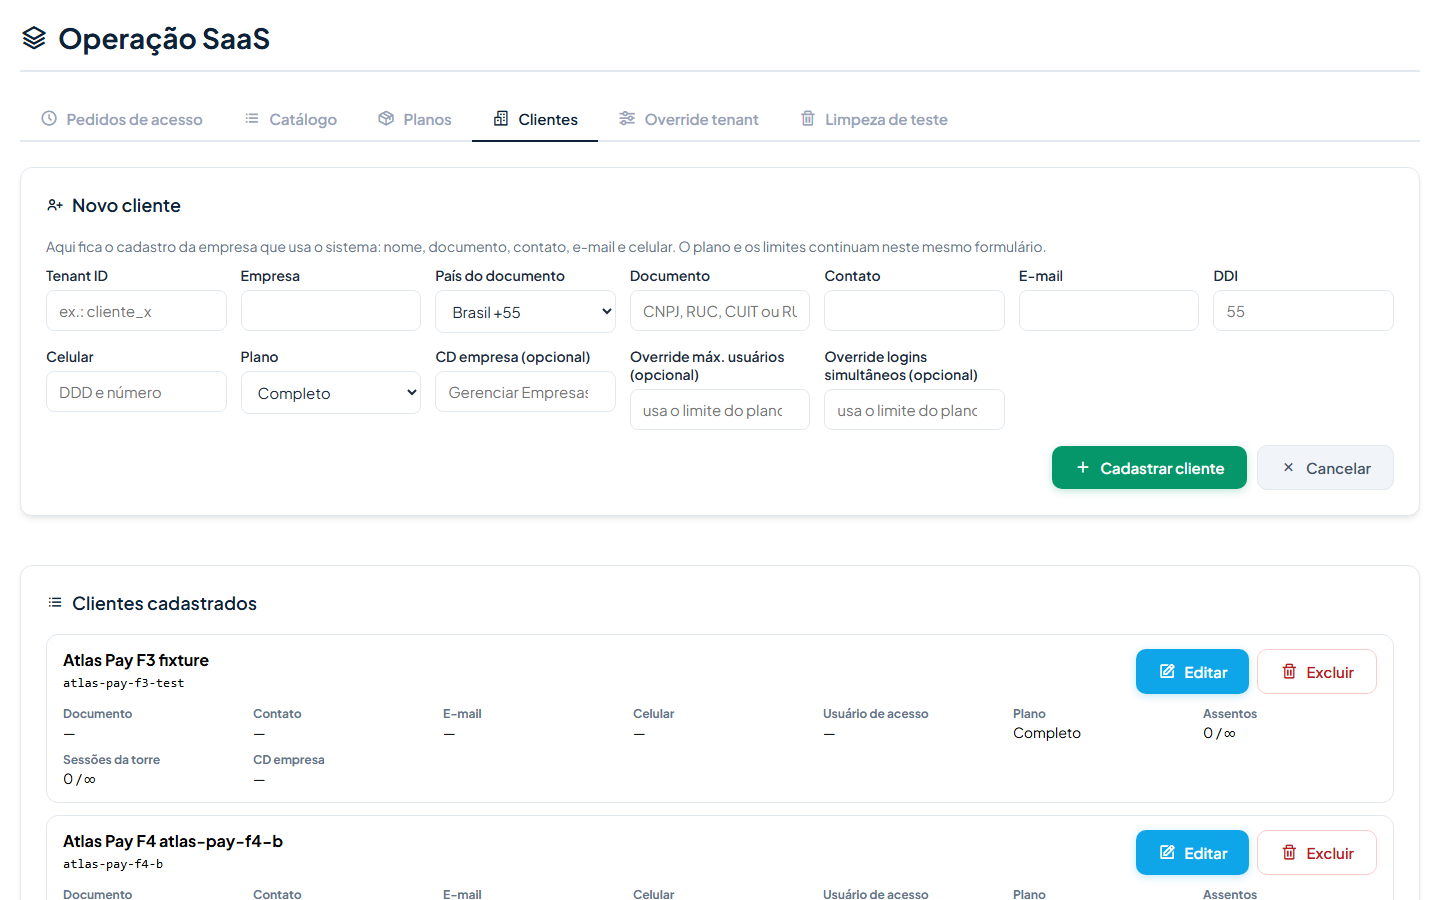 Operação SaaS
Pedidos de acesso
Catálogo
Planos
Clientes
Override tenant
Limpeza de teste
Novo cliente
Aqui fica o cadastro da empresa que usa o sistema: nome, documento, contato, e-mail e celular. O plano e os limites continuam neste mesmo formulário.
Tenant ID
Empresa
País do documento
Documento
Contato
E-mail
DDI
ex.: cliente_x
Brasil +55
CNPJ, RUC, CUIT ou RU
55
Celular
Plano
CD empresa (opcional)
Override máx. usuários
(opcional)
Override logins
simultâneos (opcional)
DDD e número
Completo
Gerenciar Empresas
usa o limite do plano
usa o limite do plano
Cadastrar cliente
Cancelar
Clientes cadastrados
Atlas Pay F3 fixture
atlas-pay-f3-test
Editar
Excluir
Documento
Contato
E-mail
Celular
Usuário de acesso
Plano
Assentos
—
—
—
—
—
Completo
0 / ∞
Sessões da torre
CD empresa
0 / ∞
—
Atlas Pay F4 atlas-pay-f4-b
atlas-pay-f4-b
Editar
Excluir
Documento
Contato
E-mail
Celular
Usuário de acesso
Plano
Assentos